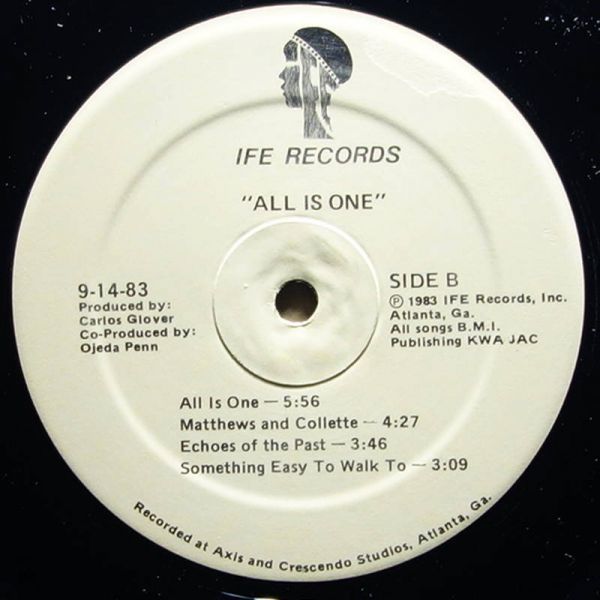 IFE RECORDS
"ALL IS ONE"
9-14-83
Produced by:
Carlos Glover
Co-Produced by:
Ojeda Penn
SIDE B
Ⓟ 1983 IFE Records, Inc.
Atlanta, Ga.
All songs B.M.I.
Publishing KWA JAC
All Is One — 5:56
Matthews and Collette — 4:27
Echoes of the Past — 3:46
Something Easy To Walk To — 3:09
Recorded at Axis and Crescendo Studios, Atlanta, Ga.